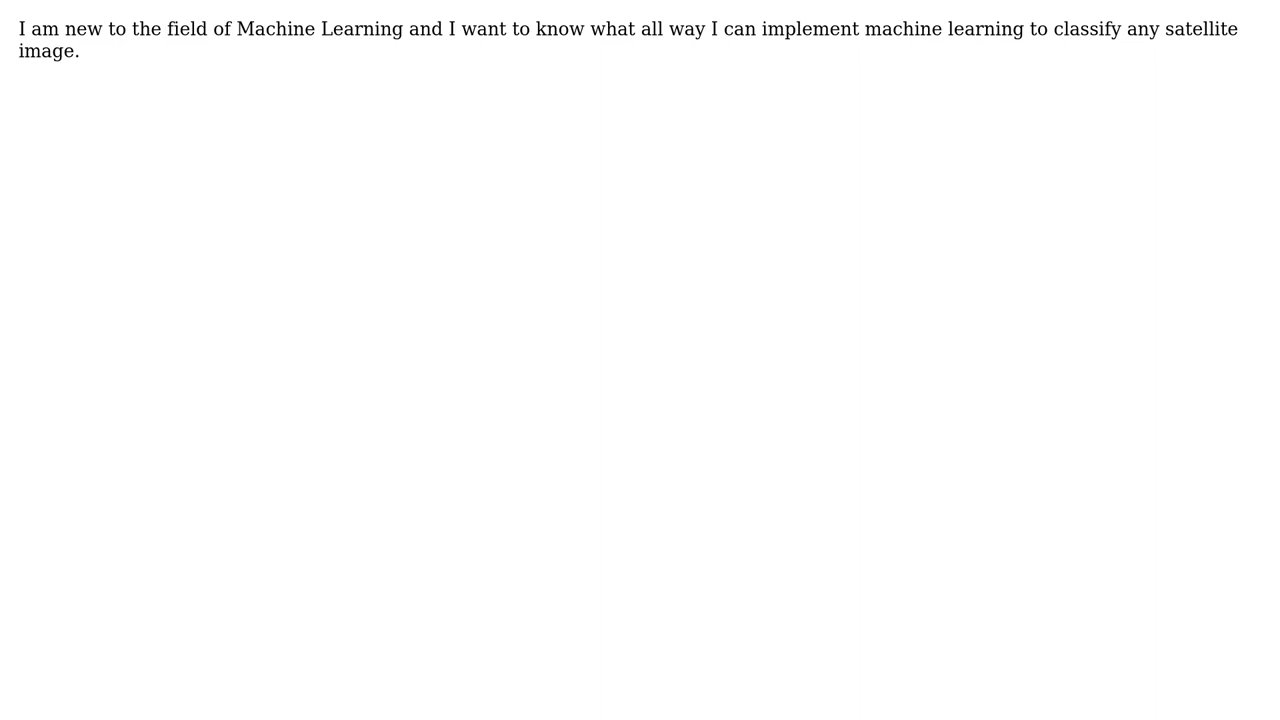 I am new to the field of Machine Learning and I want to know what all way I can implement machine learning to classify any satellite
image.